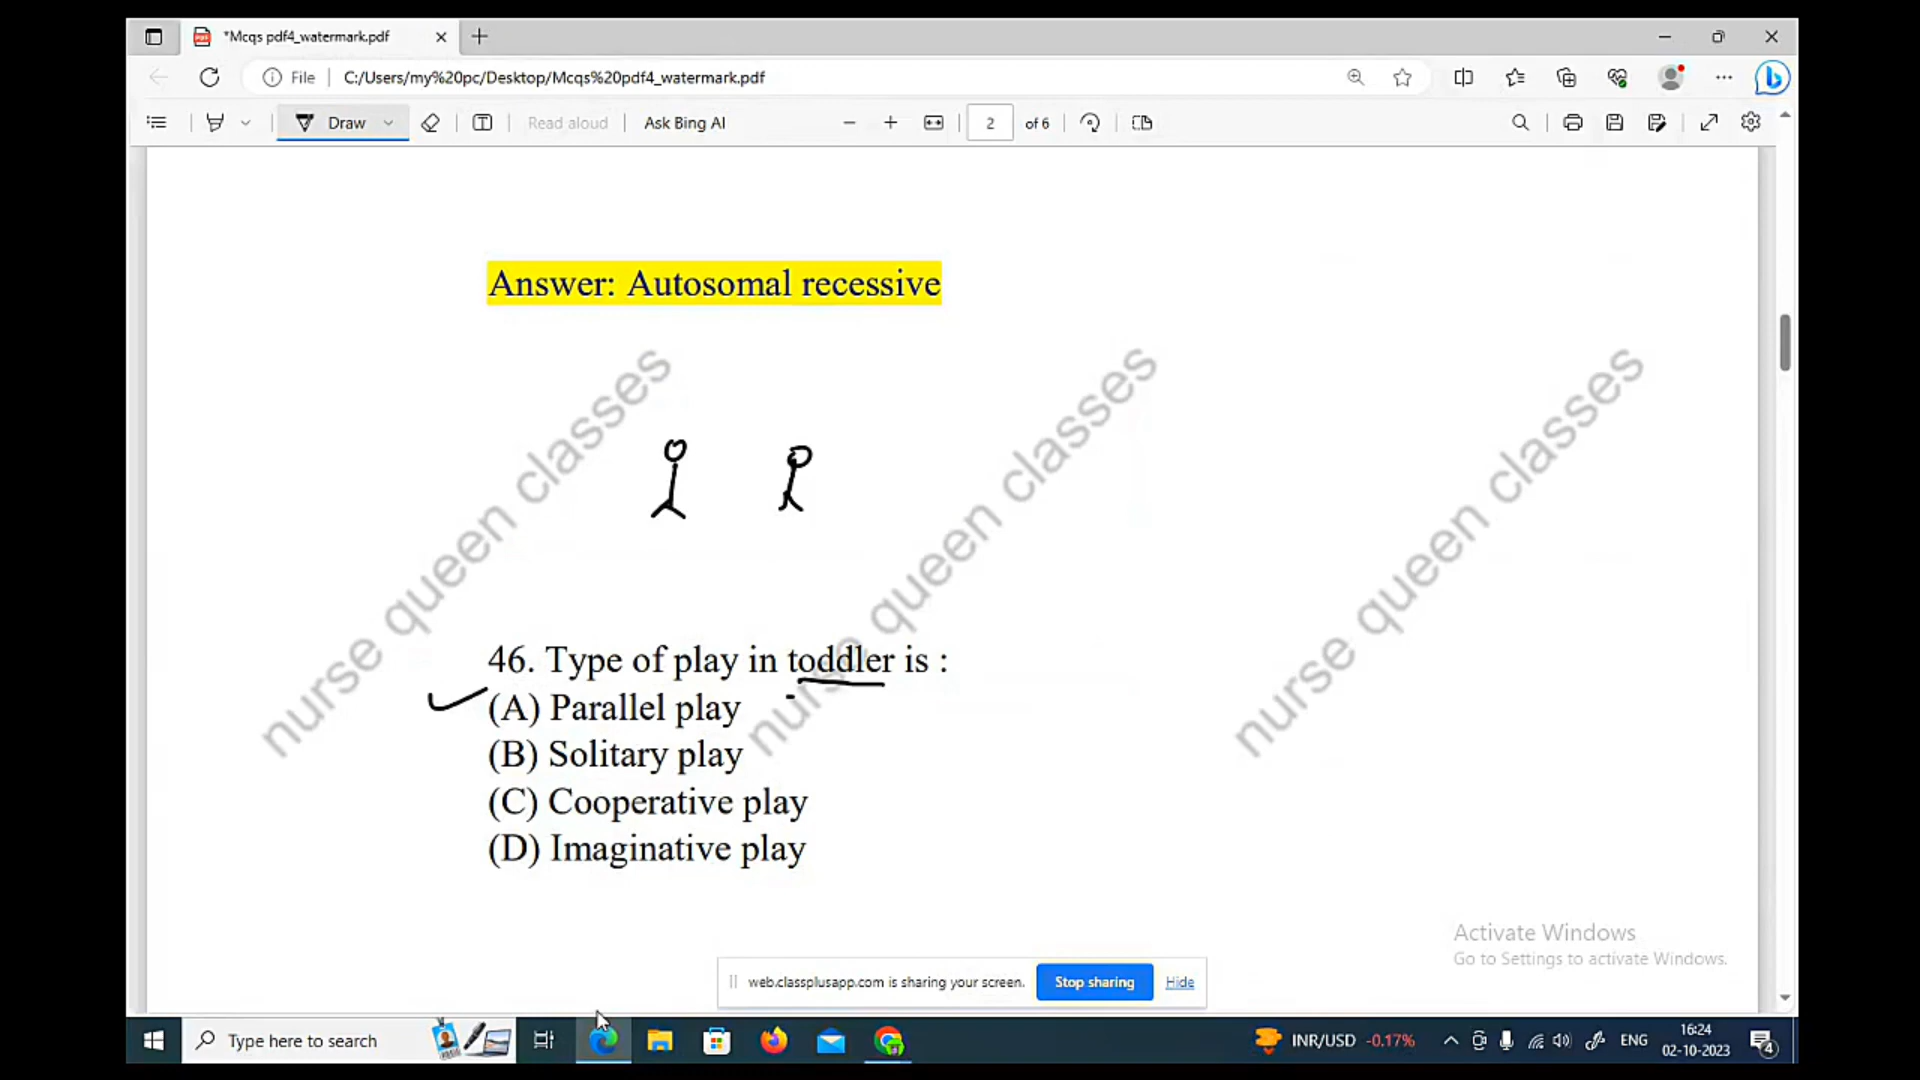 *Mcqs pdf4_watermark.pdf
File C:/Users/my%20pc/Desktop/Mcqs%20pdf4_watermark.pdf
Draw Read aloud Ask Bing AI 2 of 6
Answer: Autosomal recessive
nurse queen classes nurse queen classes nurse queen classes
46. Type of play in toddler is :
(A) Parallel play
(B) Solitary play
(C) Cooperative play
(D) Imaginative play
Activate Windows
Go to Settings to activate Windows.
web.classplusapp.com is sharing your screen. Stop sharing Hide
Type here to search INR/USD -0.17% ENG 16:24
02-10-2023 4